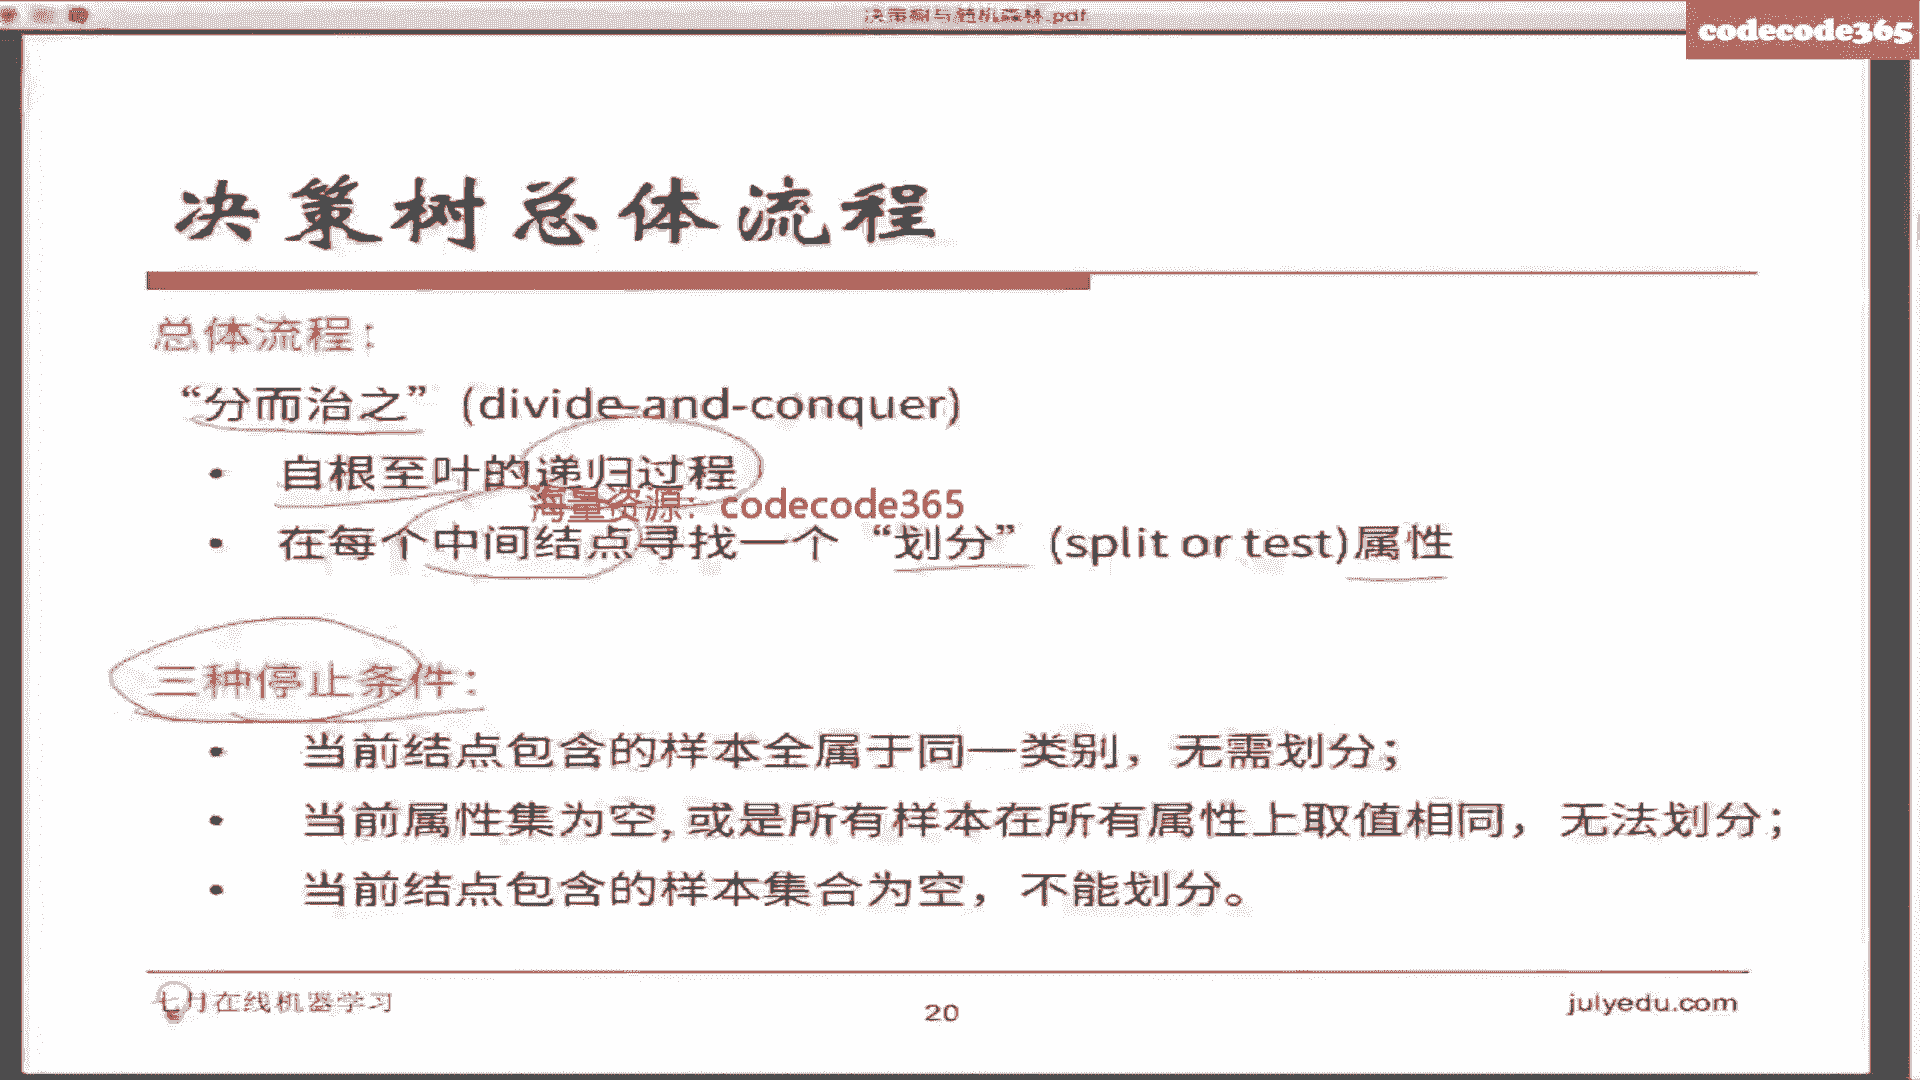 决策树与随机森林.pdf
codecode365
决策树总体流程
总体流程：
“分而治之” (divide-and-conquer)
• 自根至叶的递归过程
海量资源：codecode365
• 在每个中间结点寻找一个“划分” (split or test)属性
三种停止条件：
• 当前结点包含的样本全属于同一类别，无需划分；
• 当前属性集为空, 或是所有样本在所有属性上取值相同，无法划分；
• 当前结点包含的样本集合为空，不能划分。
七月在线机器学习
20
julyedu.com